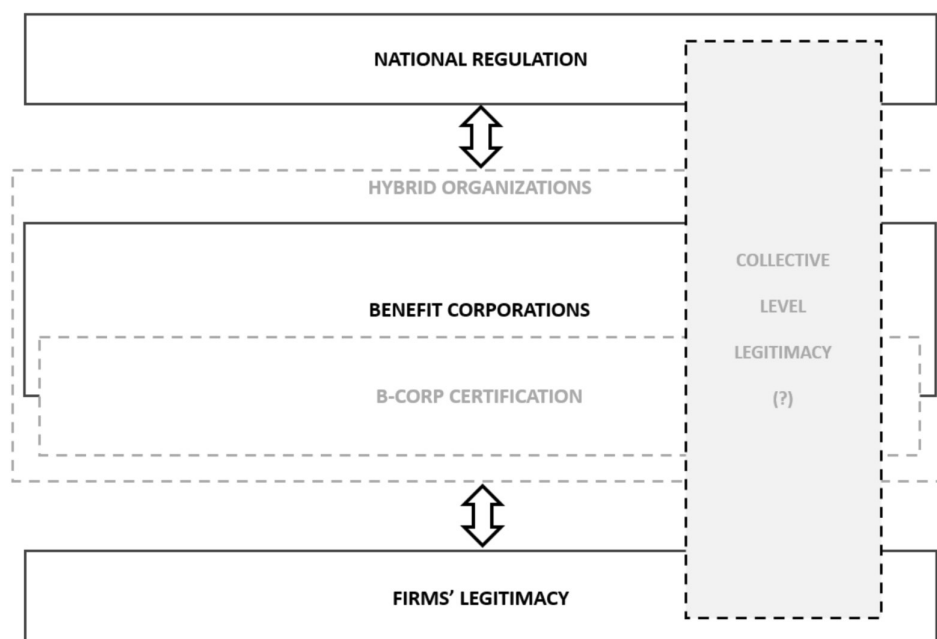 NATIONAL REGULATION
HYBRID ORGANIZATIONS
BENEFIT CORPORATIONS
B-CORP CERTIFICATION
COLLECTIVE
LEVEL
LEGITIMACY
(?)
FIRMS’ LEGITIMACY